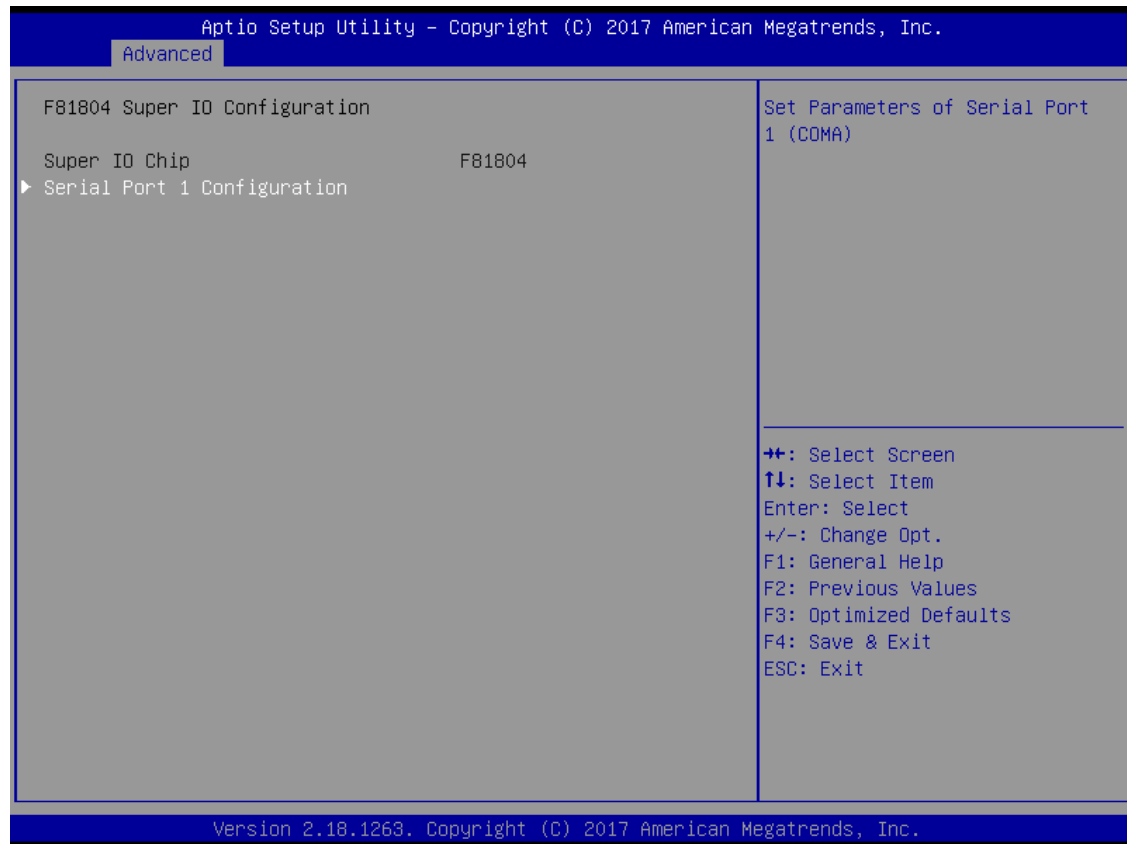 Aptio Setup Utility – Copyright (C) 2017 American Megatrends, Inc.
Advanced
F81804 Super IO Configuration
Super IO Chip F81804
▶ Serial Port 1 Configuration
Set Parameters of Serial Port
1 (COMA)
→←: Select Screen
↑↓: Select Item
Enter: Select
+/-: Change Opt.
F1: General Help
F2: Previous Values
F3: Optimized Defaults
F4: Save & Exit
ESC: Exit
Version 2.18.1263. Copyright (C) 2017 American Megatrends, Inc.